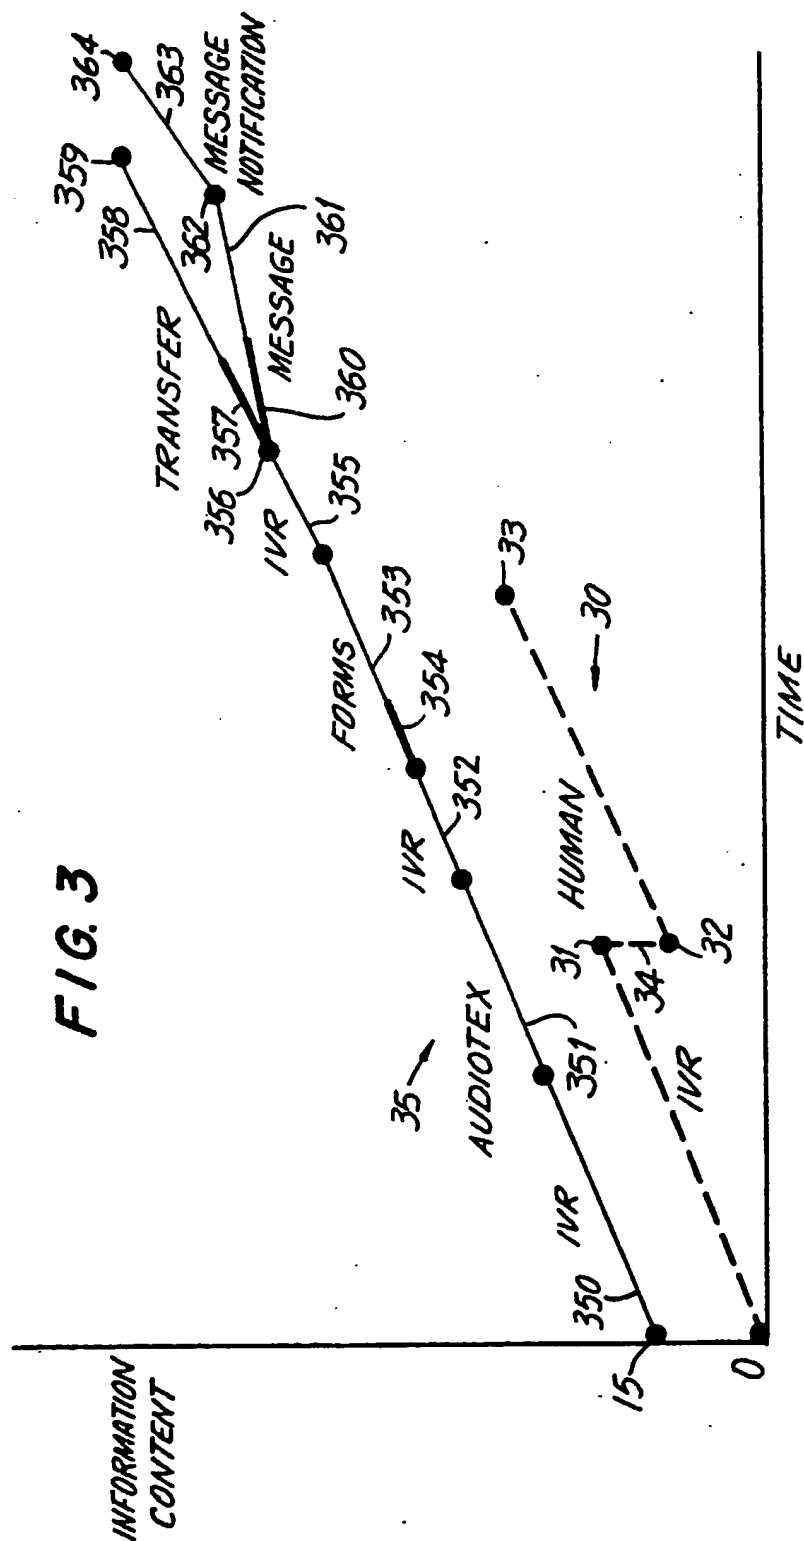 FIG. 3
INFORMATION
CONTENT
15
0
350
IVR
35
AUDIOTEX
351
IVR
352
FORMS
354
353
IVR
355
356
357
TRANSFER
358
359
360
MESSAGE
361
362
MESSAGE
NOTIFICATION
363
364
IVR
31
34
32
HUMAN
30
33
TIME